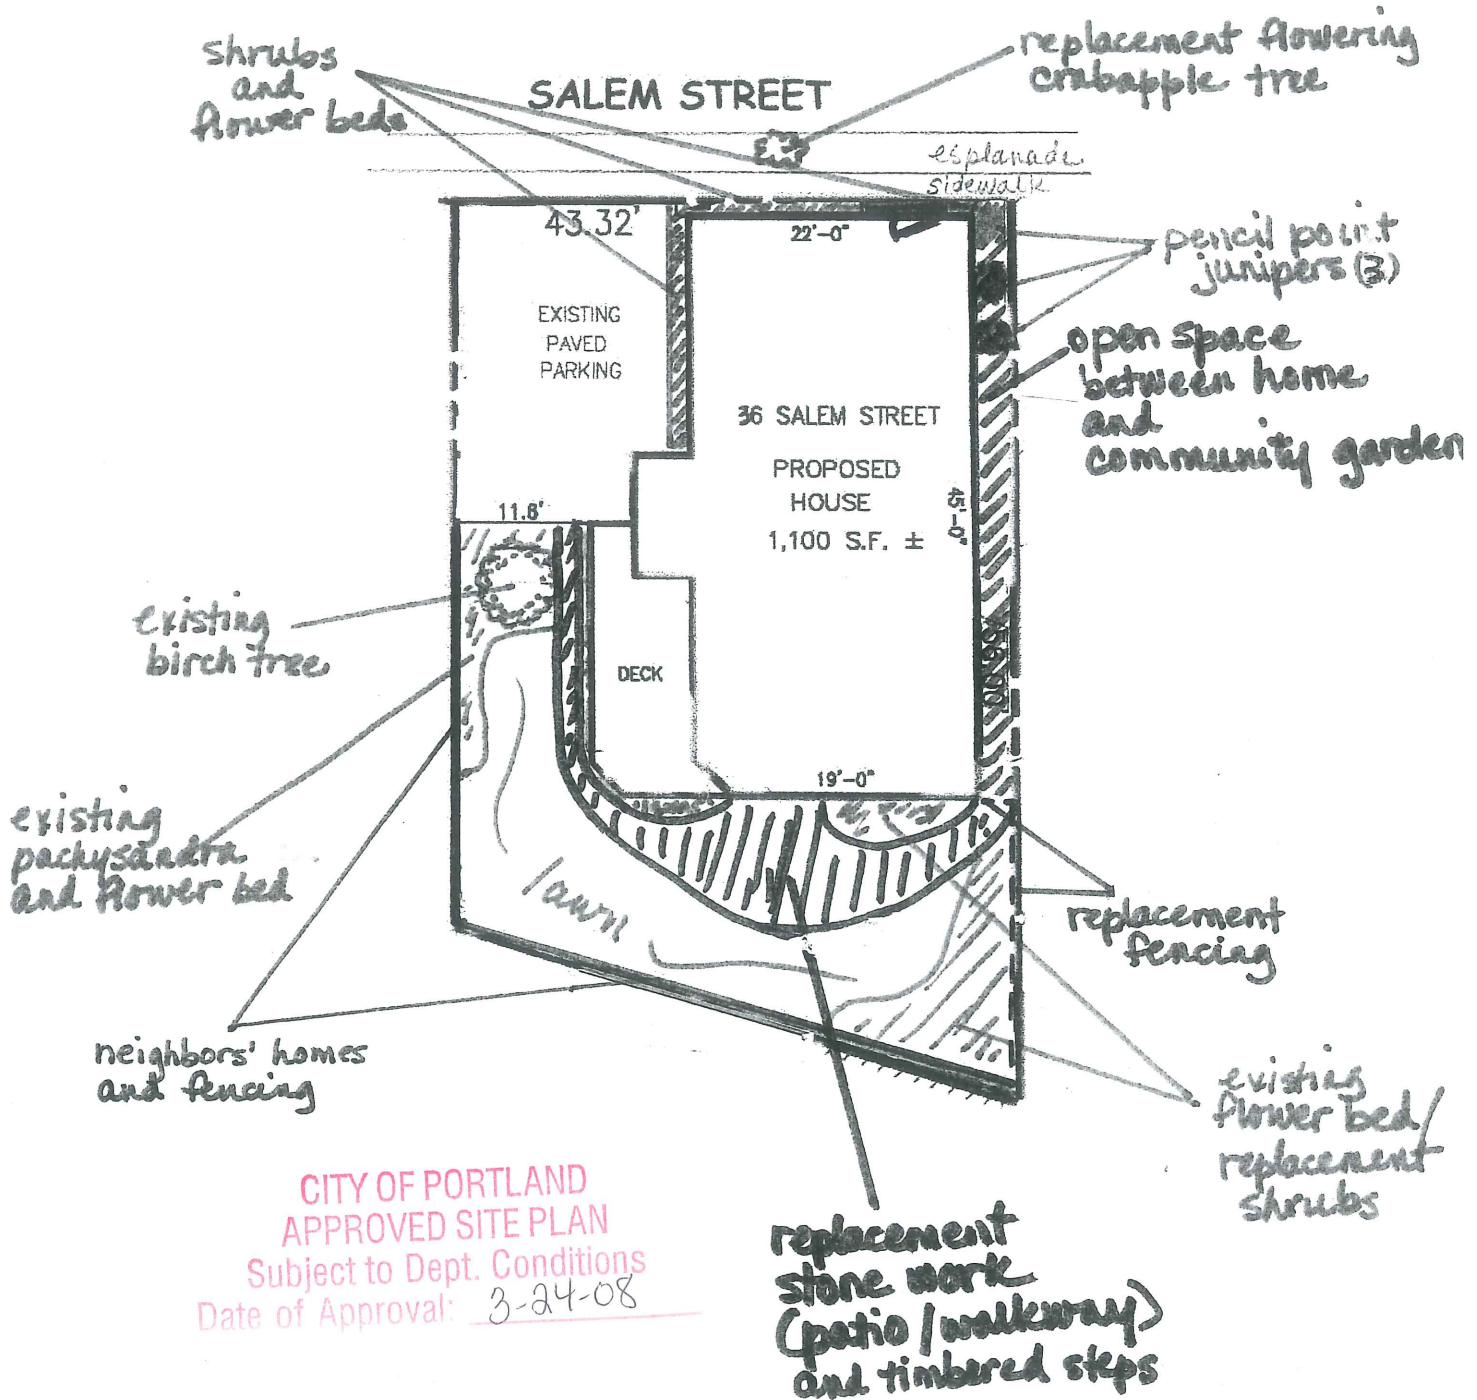 shrubs
and
flower beds
SALEM STREET
replacement flowering
crabapple tree
esplanade
sidewalk
43.32'
22'-0"
pencil point
junipers (3)
EXISTING
PAVED
PARKING
open space
between home
and
community garden
36 SALEM STREET
PROPOSED
HOUSE
1,100 S.F. ±
45'-0"
11.6'
existing
birch tree
DECK
19'-0"
existing
pachysandra
and flower bed
lawn
replacement
fencing
neighbors' homes
and fencing
existing
flower bed/
replacement
shrubs
CITY OF PORTLAND
APPROVED SITE PLAN
Subject to Dept. Conditions
Date of Approval: 3-24-08
replacement
stone work
(patio/walkway)
and timbered steps